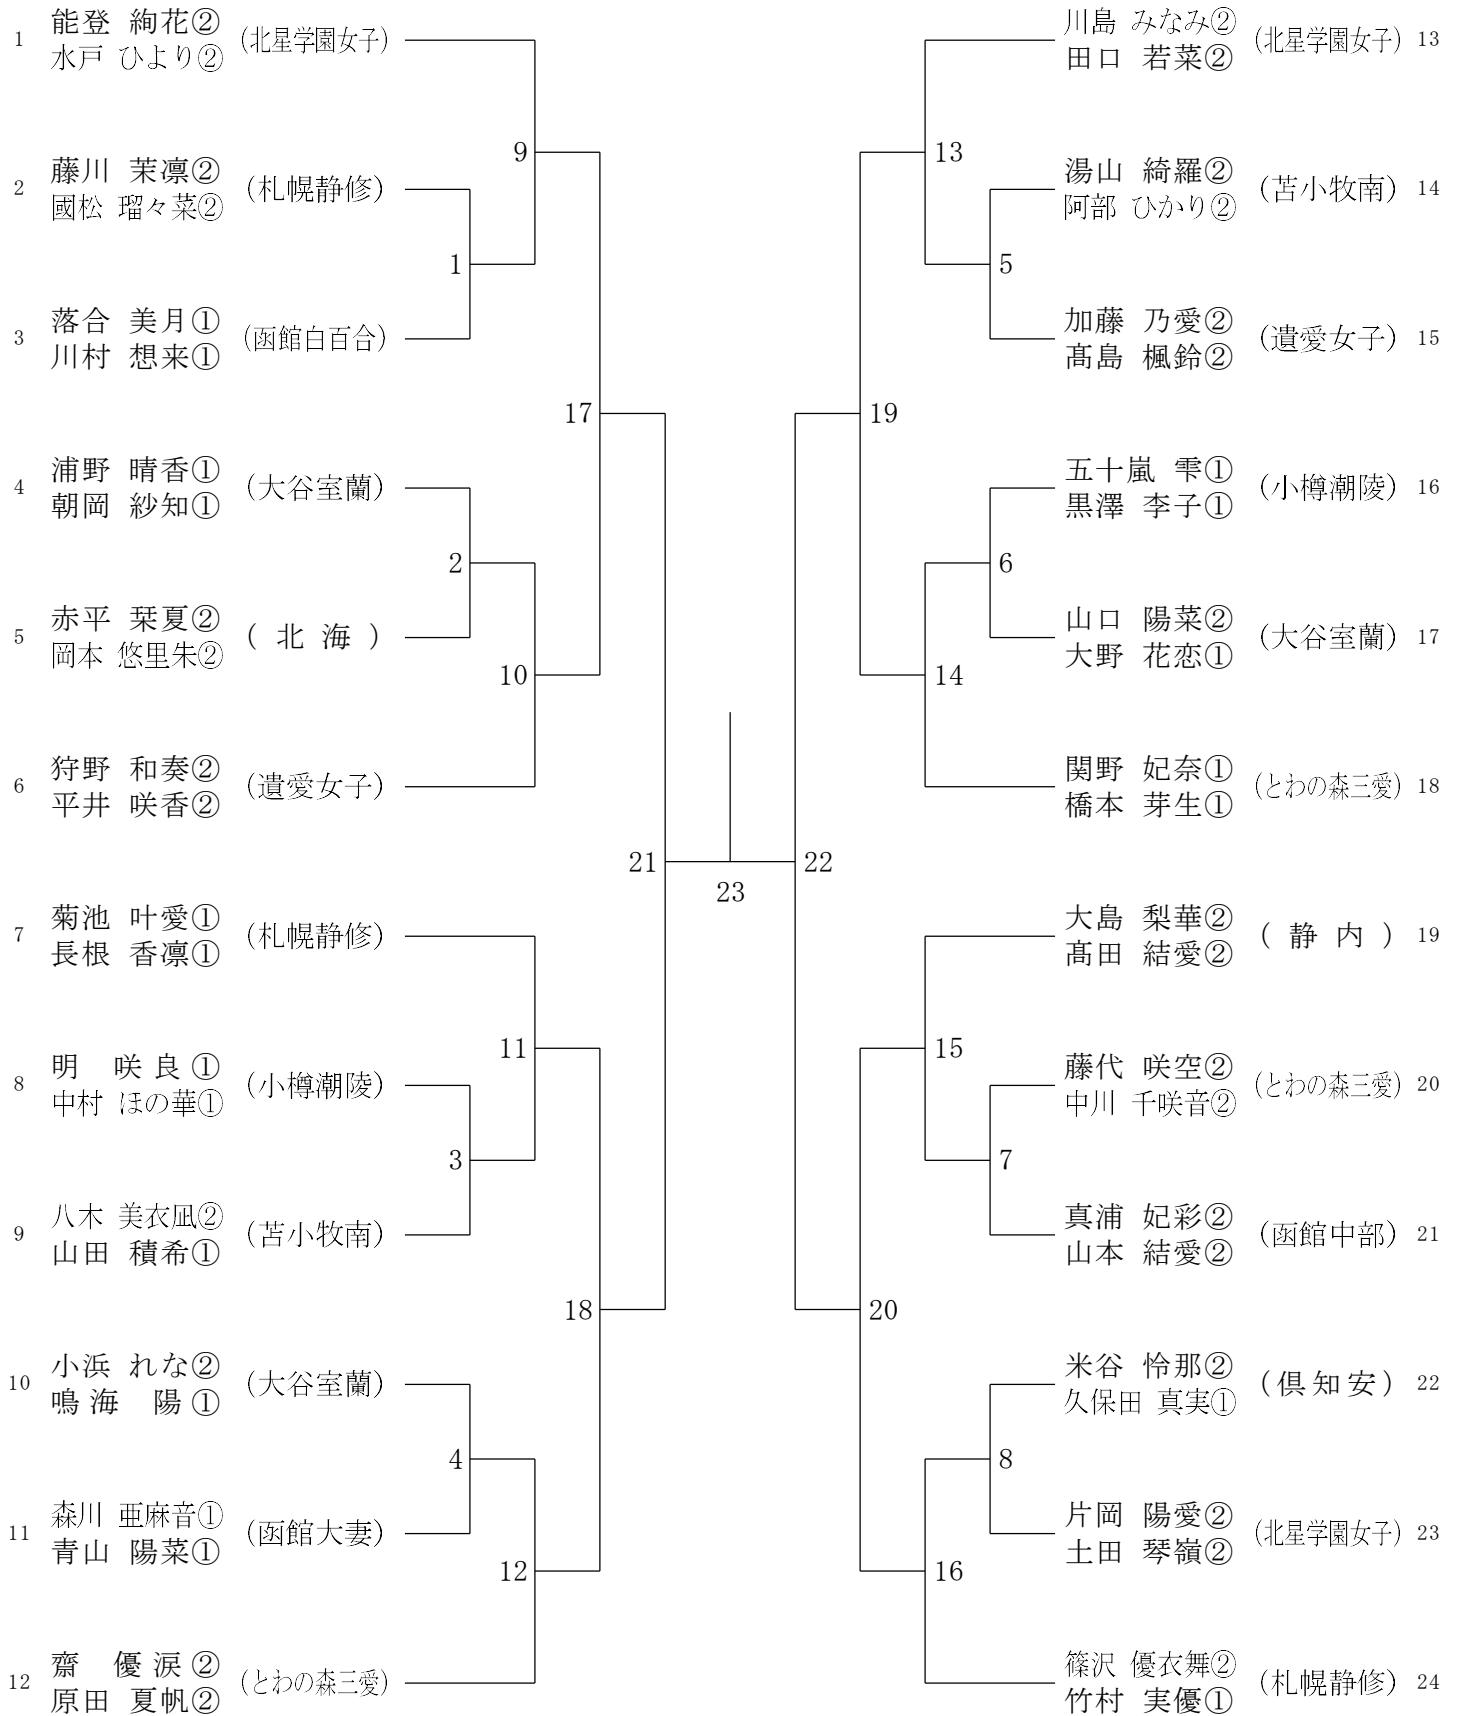 1 能登 絢花② (北星学園女子)
水戸 ひより②
2 藤川 茉凛② (札幌静修)
國松 瑠々菜②
3 落合 美月① (函館白百合)
川村 想来①
4 浦野 晴香① (大谷室蘭)
朝岡 紗知①
5 赤平 栞夏② (北海)
岡本 悠里朱②
6 狩野 和奏② (遺愛女子)
平井 咲香②
7 菊池 叶愛① (札幌静修)
長根 香凛①
8 明 咲良① (小樽潮陵)
中村 ほの華①
9 八木 美衣凪② (苫小牧南)
山田 積希①
10 小浜 れな② (大谷室蘭)
鳴海 陽①
11 森川 亜麻音① (函館大妻)
青山 陽菜①
12 齋 優涙② (とわの森三愛)
原田 夏帆②
9
1
17
2
10
21
11
3
18
4
12
23
13
5
19
6
14
22
15
7
20
8
16
川島 みなみ② (北星学園女子) 13
田口 若菜②
湯山 綺羅② (苫小牧南) 14
阿部 ひかり②
加藤 乃愛② (遺愛女子) 15
髙島 楓鈴②
五十嵐 雫① (小樽潮陵) 16
黒澤 李子①
山口 陽菜② (大谷室蘭) 17
大野 花恋①
関野 妃奈① (とわの森三愛) 18
橋本 芽生①
大島 梨華② (静内) 19
髙田 結愛②
藤代 咲空② (とわの森三愛) 20
中川 千咲音②
真浦 妃彩② (函館中部) 21
山本 結愛②
米谷 怜那② (倶知安) 22
久保田 真実①
片岡 陽愛② (北星学園女子) 23
土田 琴嶺②
篠沢 優衣舞② (札幌静修) 24
竹村 実優①